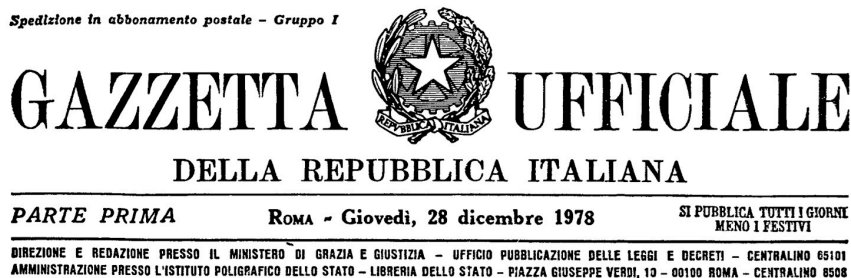 Spedizione in abbonamento postale - Gruppo I
GAZZETTA UFFICIALE
REPVBBLICA ITALIANA
DELLA REPUBBLICA ITALIANA
PARTE PRIMA
ROMA - Giovedì, 28 dicembre 1978
SI PUBBLICA TUTTI I GIORNI
MENO I FESTIVI
DIREZIONE E REDAZIONE PRESSO IL MINISTERO DI GRAZIA E GIUSTIZIA - UFFICIO PUBBLICAZIONE DELLE LEGGI E DECRETI - CENTRALINO 65101
AMMINISTRAZIONE PRESSO L'ISTITUTO POLIGRAFICO DELLO STATO - LIBRERIA DELLO STATO - PIAZZA GIUSEPPE VERDI, 10 - 00100 ROMA - CENTRALINO 8508